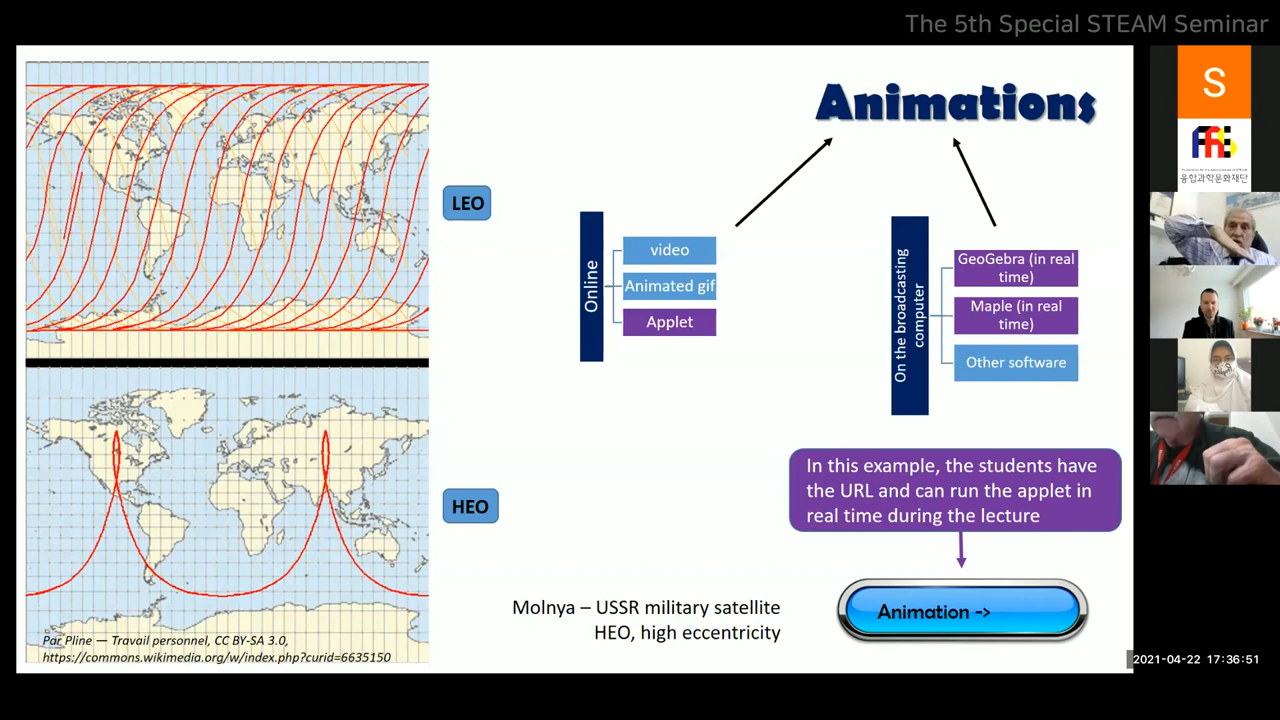 The 5th Special STEAM Seminar
Animations
S
융합과학문화재단
LEO
Online
video
Animated gif
Applet
On the broadcasting
computer
GeoGebra (in real
time)
Maple (in real
time)
Other software
In this example, the students have
the URL and can run the applet in
real time during the lecture
HEO
Molnya – USSR military satellite
HEO, high eccentricity
Animation ->
Par Pline — Travail personnel, CC BY-SA 3.0,
https://commons.wikimedia.org/w/index.php?curid=6635150
2021-04-22 17:36:51